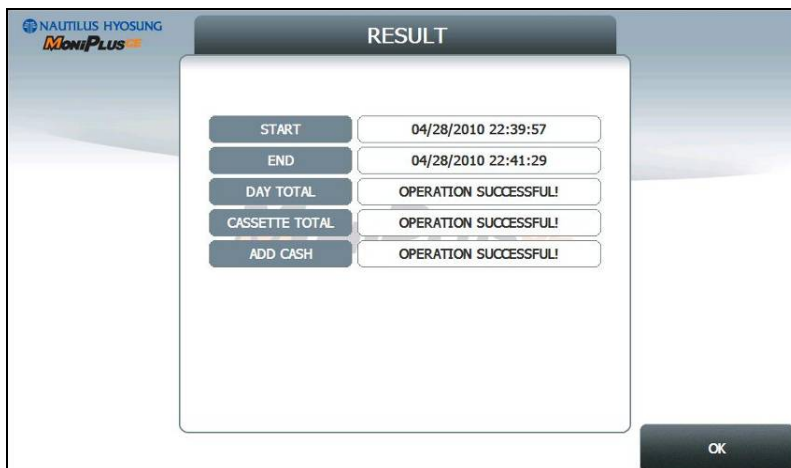 NAUTILUS HYOSUNG
MoniPlus CE
RESULT
START 04/28/2010 22:39:57
END 04/28/2010 22:41:29
DAY TOTAL OPERATION SUCCESSFUL!
CASSETTE TOTAL OPERATION SUCCESSFUL!
ADD CASH OPERATION SUCCESSFUL!
OK